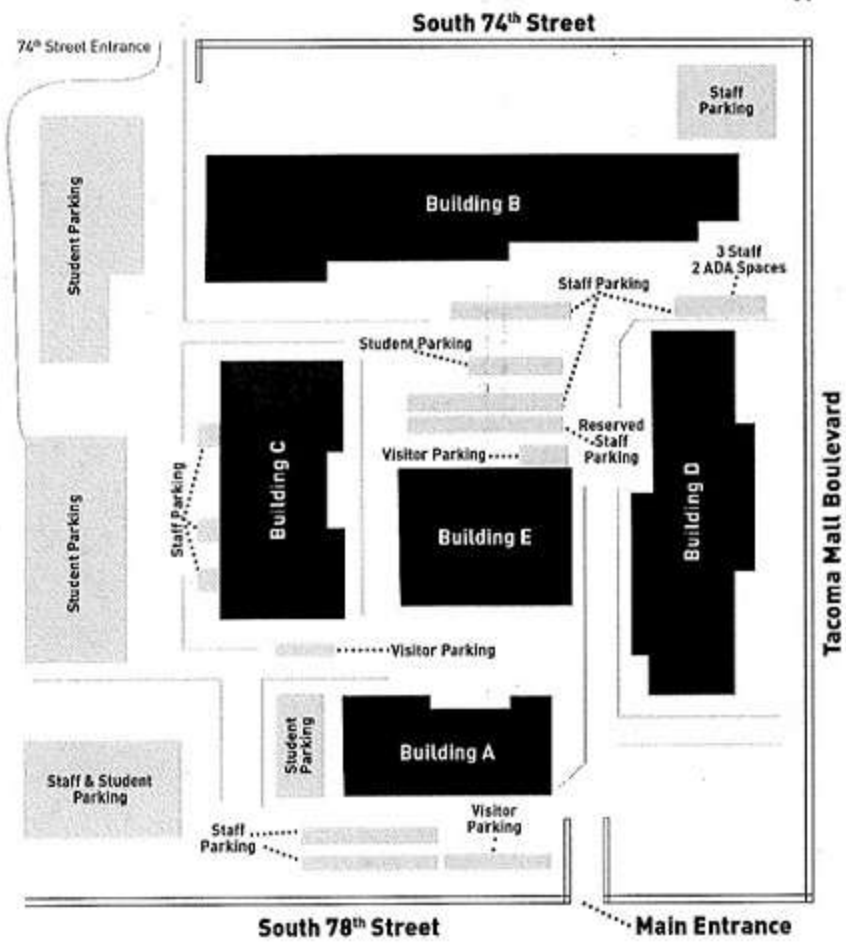 South 74th Street
74th Street Entrance
Staff
Parking
Student Parking
Building B
3 Staff
2 ADA Spaces
Staff Parking
Student Parking
Reserved
Staff
Parking
Visitor Parking
Building C
Staff Parking
Building D
Tacoma Mall Boulevard
Student Parking
Building E
Visitor Parking
Student
Parking
Building A
Staff & Student
Parking
Visitor
Parking
Staff
Parking
South 78th Street
Main Entrance